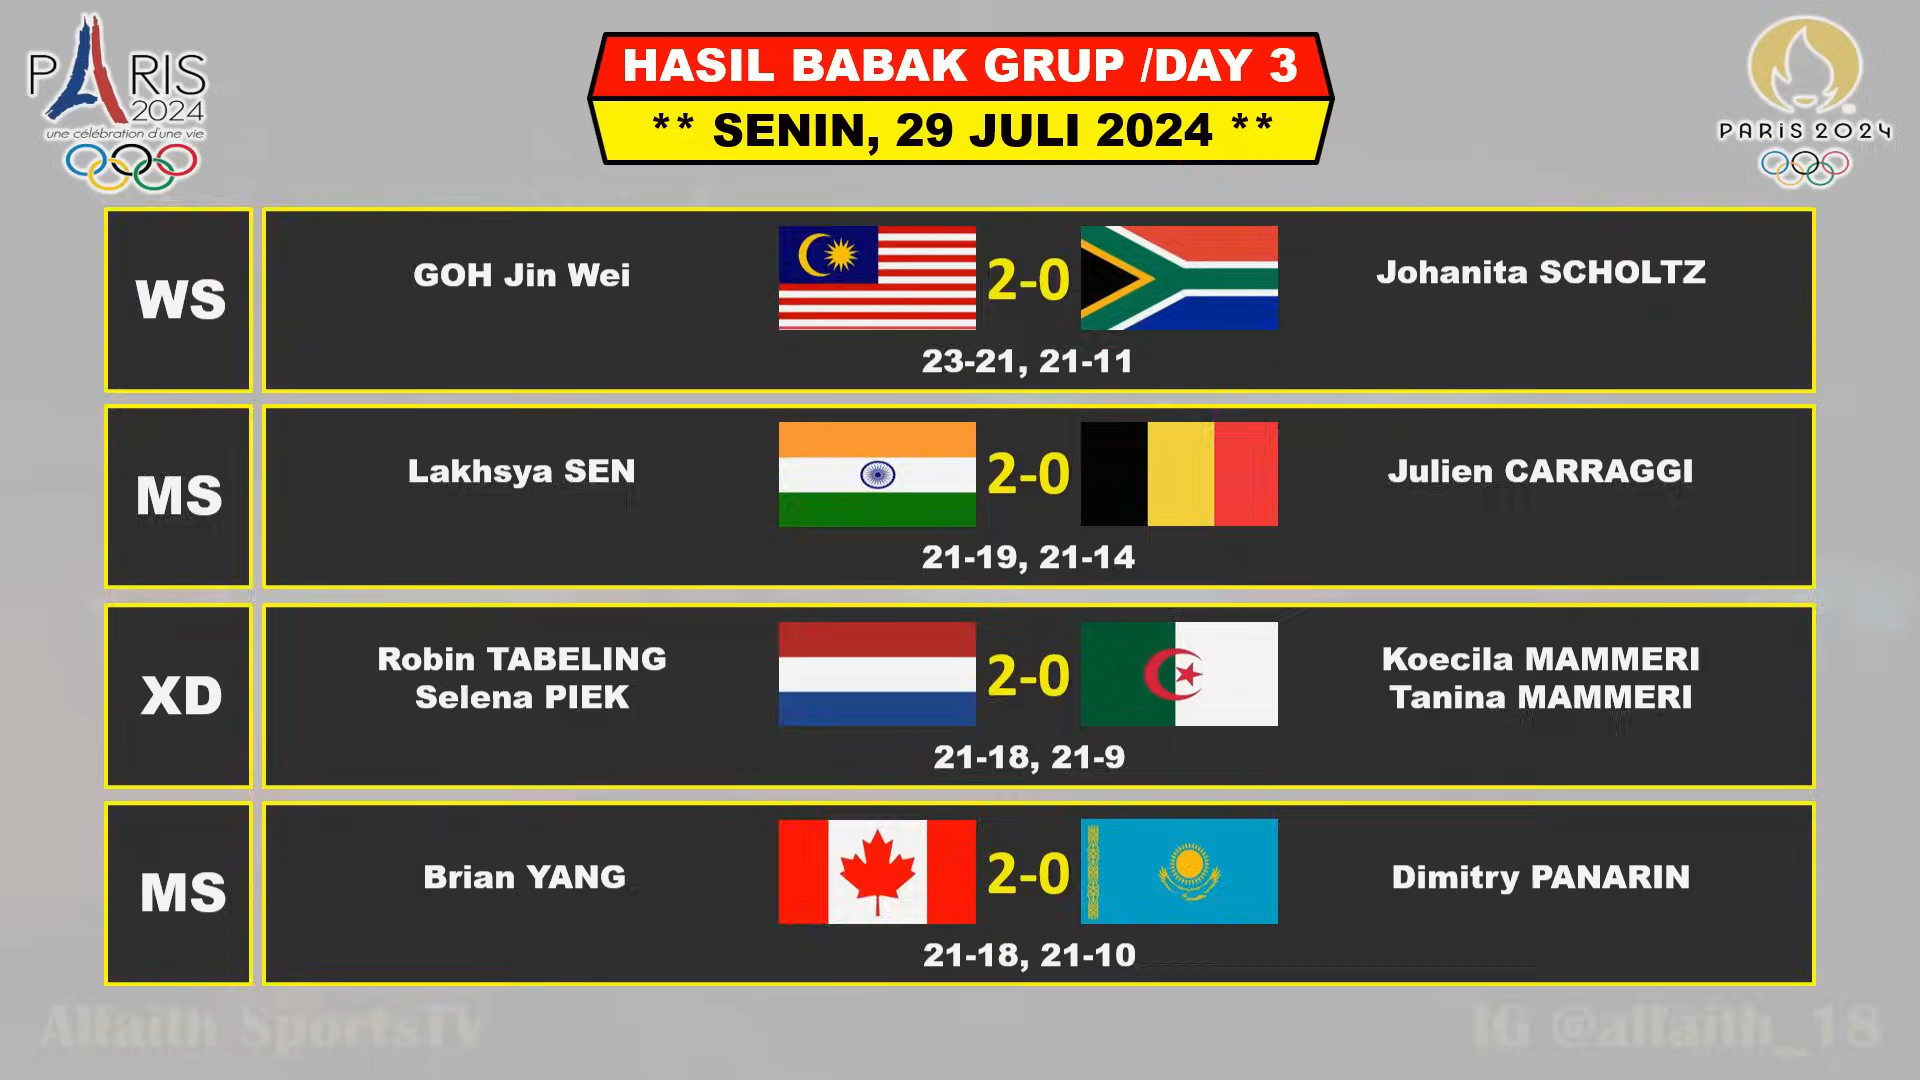 PARIS
2024
une célébration d'une vie
HASIL BABAK GRUP /DAY 3
** SENIN, 29 JULI 2024 **
PARIS 2024
WS
GOH Jin Wei
2-0
Johanita SCHOLTZ
23-21, 21-11
MS
Lakhsya SEN
2-0
Julien CARRAGGI
21-19, 21-14
XD
Robin TABELING
Selena PIEK
2-0
Koecila MAMMERI
Tanina MAMMERI
21-18, 21-9
MS
Brian YANG
2-0
Dimitry PANARIN
21-18, 21-10
Alfaith SportsTV
IG @alfaith_18